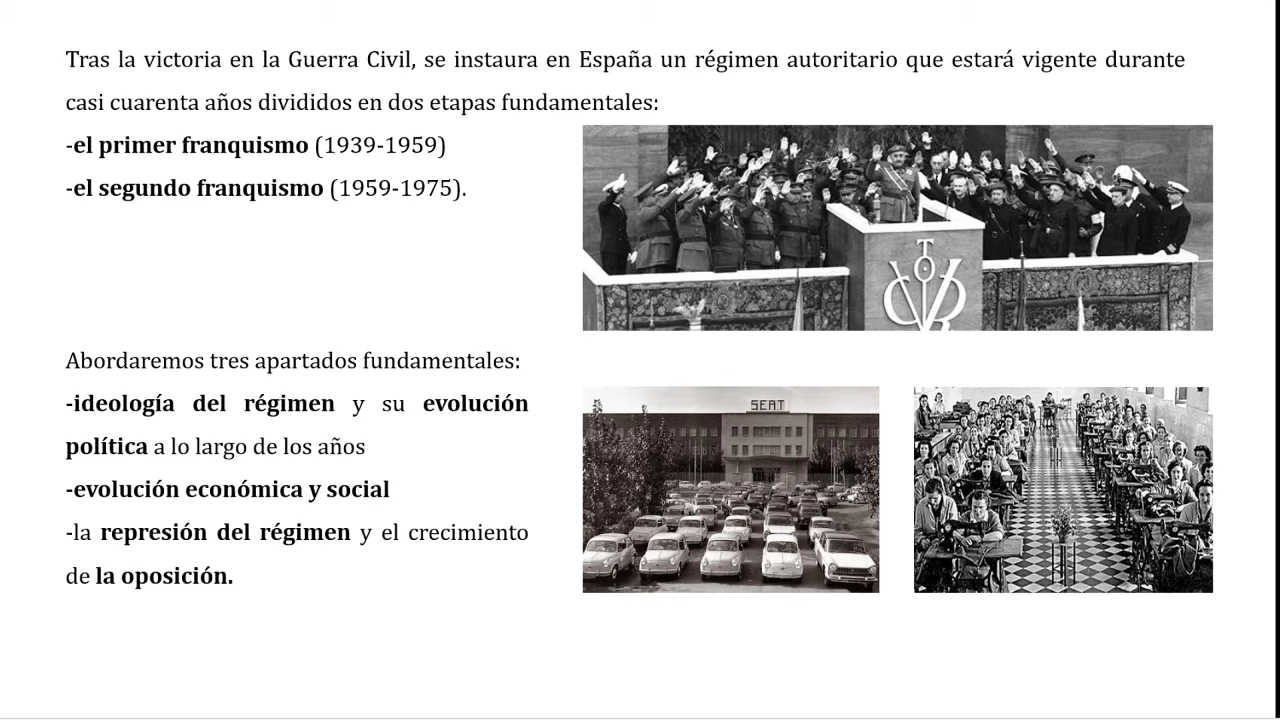 Tras la victoria en la Guerra Civil, se instaura en España un régimen autoritario que estará vigente durante
casi cuarenta años divididos en dos etapas fundamentales:
-el primer franquismo (1939-1959)
-el segundo franquismo (1959-1975).
Abordaremos tres apartados fundamentales:
-ideología del régimen y su evolución
política a lo largo de los años
-evolución económica y social
-la represión del régimen y el crecimiento
de la oposición.
SEAT